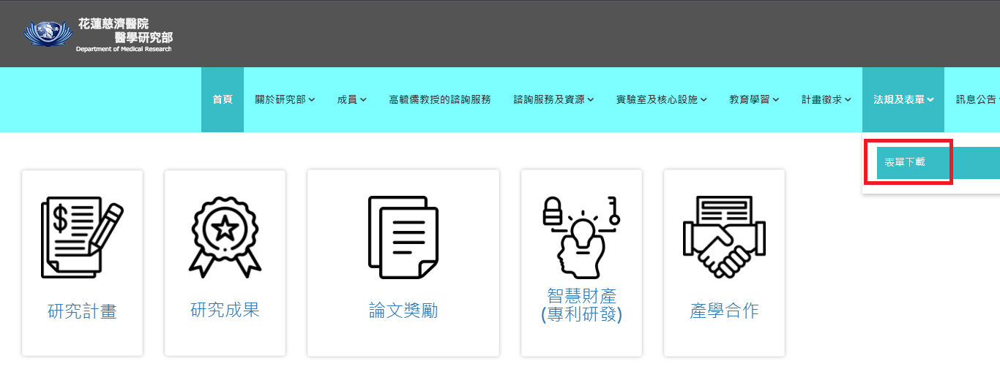 花蓮慈濟醫院
醫學研究部
Department of Medical Research
首頁
關於研究部
成員
高毓儒教授的諮詢服務
諮詢服務及資源
實驗室及核心設施
教育學習
計畫徵求
法規及表單
訊息公告
表單下載
$
研究計畫
研究成果
論文獎勵
智慧財產
(專利研發)
產學合作